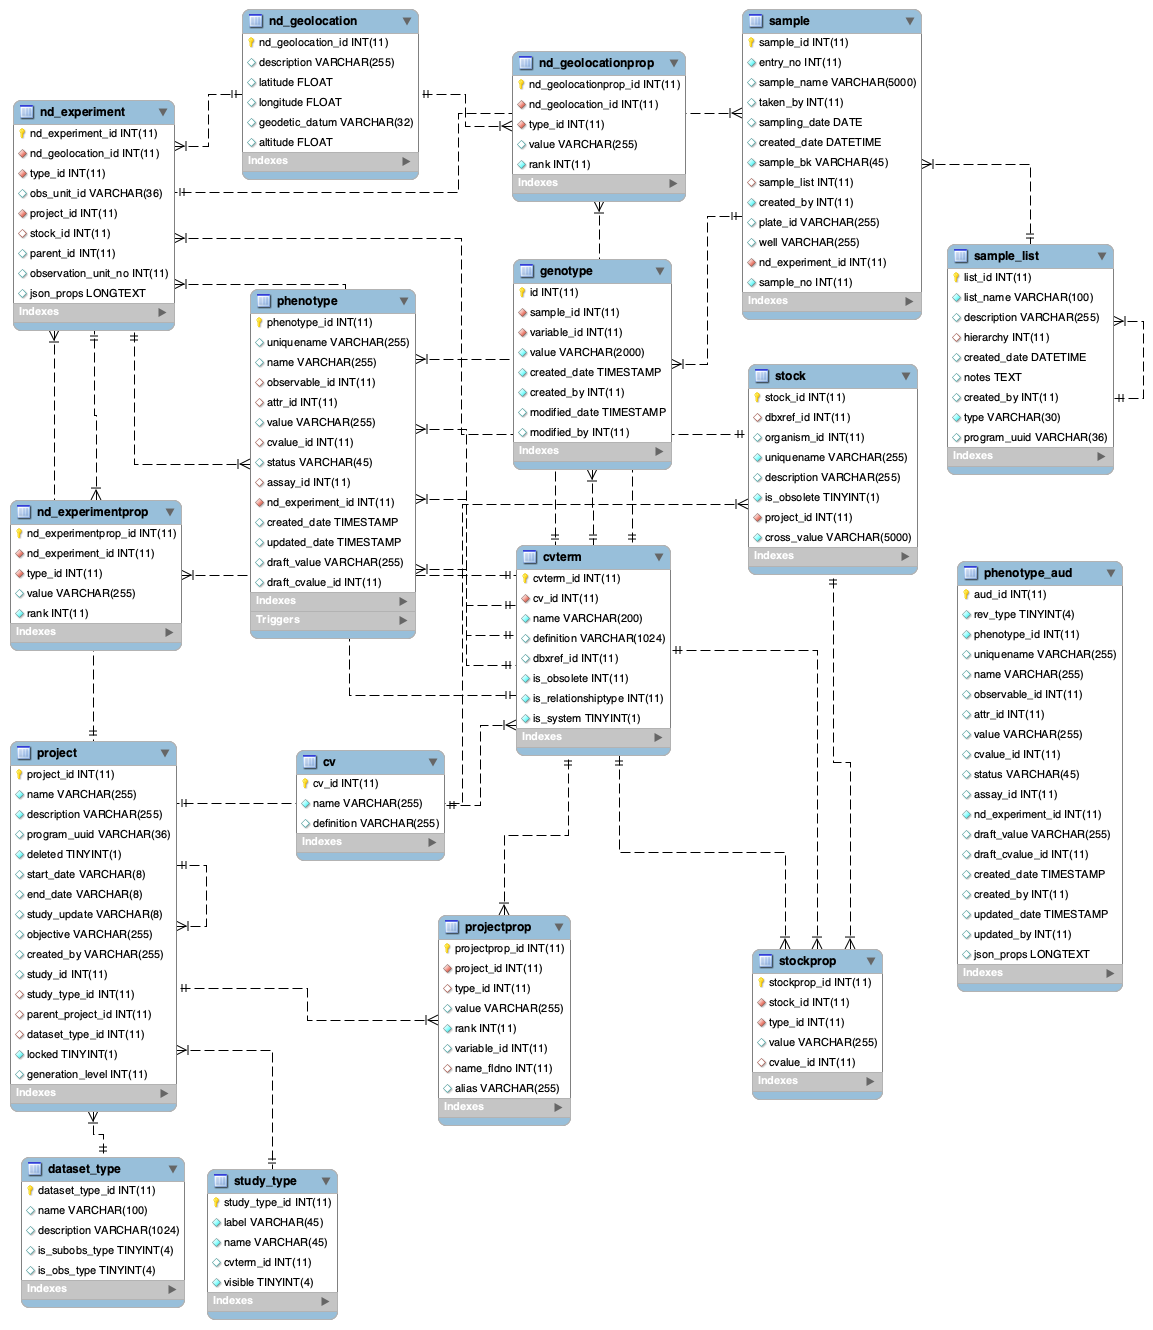 nd_geolocation
nd_geolocation_id INT(11)
description VARCHAR(255)
latitude FLOAT
longitude FLOAT
geodetic_datum VARCHAR(32)
altitude FLOAT
Indexes
sample
sample_id INT(11)
entry_no INT(11)
sample_name VARCHAR(5000)
taken_by INT(11)
sampling_date DATE
created_date DATETIME
sample_bk VARCHAR(45)
sample_list INT(11)
created_by INT(11)
plate_id VARCHAR(255)
well VARCHAR(255)
nd_experiment_id INT(11)
sample_no INT(11)
Indexes
nd_geolocationprop
nd_geolocationprop_id INT(11)
nd_geolocation_id INT(11)
type_id INT(11)
value VARCHAR(255)
rank INT(11)
Indexes
nd_experiment
nd_experiment_id INT(11)
nd_geolocation_id INT(11)
type_id INT(11)
obs_unit_id VARCHAR(36)
project_id INT(11)
stock_id INT(11)
parent_id INT(11)
observation_unit_no INT(11)
json_props LONGTEXT
Indexes
sample_list
list_id INT(11)
list_name VARCHAR(100)
description VARCHAR(255)
hierarchy INT(11)
created_date DATETIME
notes TEXT
created_by INT(11)
type VARCHAR(30)
program_uuid VARCHAR(36)
Indexes
genotype
id INT(11)
sample_id INT(11)
variable_id INT(11)
value VARCHAR(2000)
created_date TIMESTAMP
created_by INT(11)
modified_date TIMESTAMP
modified_by INT(11)
Indexes
phenotype
phenotype_id INT(11)
uniquename VARCHAR(255)
name VARCHAR(255)
observable_id INT(11)
attr_id INT(11)
value VARCHAR(255)
cvalue_id INT(11)
status VARCHAR(45)
assay_id INT(11)
nd_experiment_id INT(11)
created_date TIMESTAMP
updated_date TIMESTAMP
draft_value VARCHAR(255)
draft_cvalue_id INT(11)
Indexes
Triggers
stock
stock_id INT(11)
dbxref_id INT(11)
organism_id INT(11)
uniquename VARCHAR(255)
description VARCHAR(255)
is_obsolete TINYINT(1)
project_id INT(11)
cross_value VARCHAR(5000)
Indexes
nd_experimentprop
nd_experimentprop_id INT(11)
nd_experiment_id INT(11)
type_id INT(11)
value VARCHAR(255)
rank INT(11)
Indexes
cvterm
cvterm_id INT(11)
cv_id INT(11)
name VARCHAR(200)
definition VARCHAR(1024)
dbxref_id INT(11)
is_obsolete INT(11)
is_relationshiptype INT(11)
is_system TINYINT(1)
Indexes
phenotype_aud
aud_id INT(11)
rev_type TINYINT(4)
phenotype_id INT(11)
uniquename VARCHAR(255)
name VARCHAR(255)
observable_id INT(11)
attr_id INT(11)
value VARCHAR(255)
cvalue_id INT(11)
status VARCHAR(45)
assay_id INT(11)
nd_experiment_id INT(11)
draft_value VARCHAR(255)
draft_cvalue_id INT(11)
created_date TIMESTAMP
created_by INT(11)
updated_date TIMESTAMP
updated_by INT(11)
json_props LONGTEXT
Indexes
project
project_id INT(11)
name VARCHAR(255)
description VARCHAR(255)
program_uuid VARCHAR(36)
deleted TINYINT(1)
start_date VARCHAR(8)
end_date VARCHAR(8)
study_update VARCHAR(8)
objective VARCHAR(255)
created_by VARCHAR(255)
study_id INT(11)
study_type_id INT(11)
parent_project_id INT(11)
dataset_type_id INT(11)
locked TINYINT(1)
generation_level INT(11)
Indexes
cv
cv_id INT(11)
name VARCHAR(255)
definition VARCHAR(255)
Indexes
projectprop
projectprop_id INT(11)
project_id INT(11)
type_id INT(11)
value VARCHAR(255)
rank INT(11)
variable_id INT(11)
name_fldno INT(11)
alias VARCHAR(255)
Indexes
stockprop
stockprop_id INT(11)
stock_id INT(11)
type_id INT(11)
value VARCHAR(255)
cvalue_id INT(11)
Indexes
dataset_type
dataset_type_id INT(11)
name VARCHAR(100)
description VARCHAR(1024)
is_subobs_type TINYINT(4)
is_obs_type TINYINT(4)
Indexes
study_type
study_type_id INT(11)
label VARCHAR(45)
name VARCHAR(45)
cvterm_id INT(11)
visible TINYINT(4)
Indexes